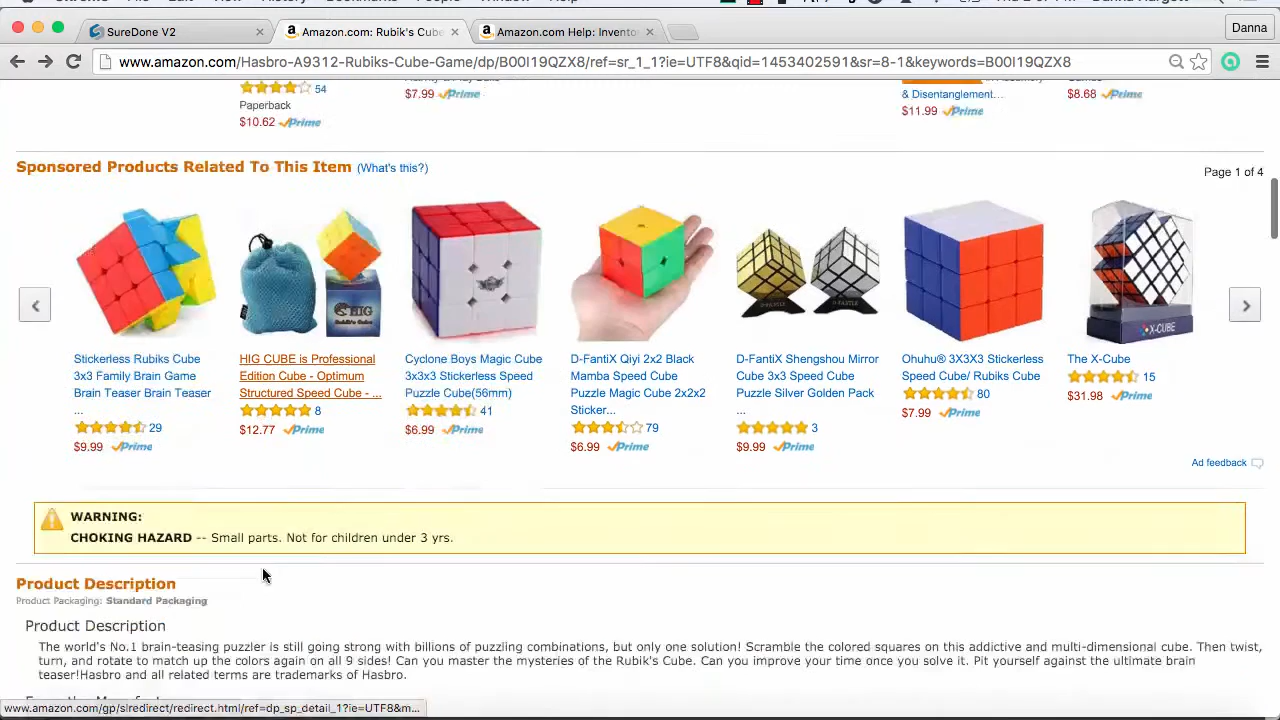 Danna
SureDone V2
Amazon.com: Rubik's Cube
Amazon.com Help: Invento
www.amazon.com/Hasbro-A9312-Rubiks-Cube-Game/dp/B00I19QZX8/ref=sr_1_1?ie=UTF8&qid=1453402591&sr=8-1&keywords=B00I19QZX8
54
Paperback
$10.62 Prime
$7.99 Prime
& Disentanglement...
$11.99 Prime
$8.68 Prime
Sponsored Products Related To This Item (What's this?)
Page 1 of 4
HIG
X-CUBE
Stickerless Rubiks Cube
3x3 Family Brain Game
Brain Teaser Brain Teaser
...
29
$9.99 Prime
HIG CUBE is Professional
Edition Cube - Optimum
Structured Speed Cube - ...
8
$12.77 Prime
Cyclone Boys Magic Cube
3x3x3 Stickerless Speed
Puzzle Cube(56mm)
41
$6.99 Prime
D-FantiX Qiyi 2x2 Black
Mamba Speed Cube
Puzzle Magic Cube 2x2x2
Sticker...
79
$6.99 Prime
D-FantiX Shengshou Mirror
Cube 3x3 Speed Cube
Puzzle Silver Golden Pack
...
3
$9.99 Prime
Ohuhu® 3X3X3 Stickerless
Speed Cube/ Rubiks Cube
80
$7.99 Prime
The X-Cube
15
$31.98 Prime
Ad feedback
WARNING:
CHOKING HAZARD -- Small parts. Not for children under 3 yrs.
Product Description
Product Packaging: Standard Packaging
Product Description
The world's No.1 brain-teasing puzzler is still going strong with billions of puzzling combinations, but only one solution! Scramble the colored squares on this addictive and multi-dimensional cube. Then twist,
turn, and rotate to match up the colors again on all 9 sides! Can you master the mysteries of the Rubik's Cube. Can you improve your time once you solve it. Pit yourself against the ultimate brain
teaser!Hasbro and all related terms are trademarks of Hasbro.
www.amazon.com/gp/slredirect/redirect.html/ref=dp_sp_detail_1?ie=UTF8&m...